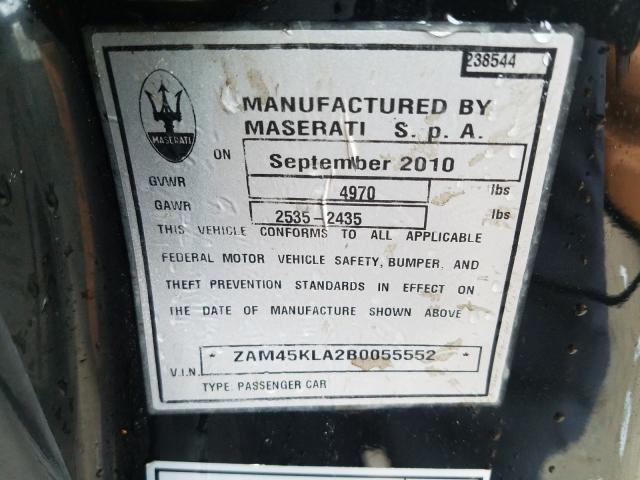 238544
MASERATI
MANUFACTURED BY
MASERATI S. p A.
ON September 2010
GVWR 4970 lbs
GAWR 2535-2435 lbs
THIS VEHICLE CONFORMS TO ALL APPLICABLE
FEDERAL MOTOR VEHICLE SAFETY, BUMPER, AND
THEFT PREVENTION STANDARDS IN EFFECT ON
THE DATE OF MANUFACTURE SHOWN ABOVE
V.I.N. * ZAM45KLA2B0055552 *
TYPE. PASSENGER CAR